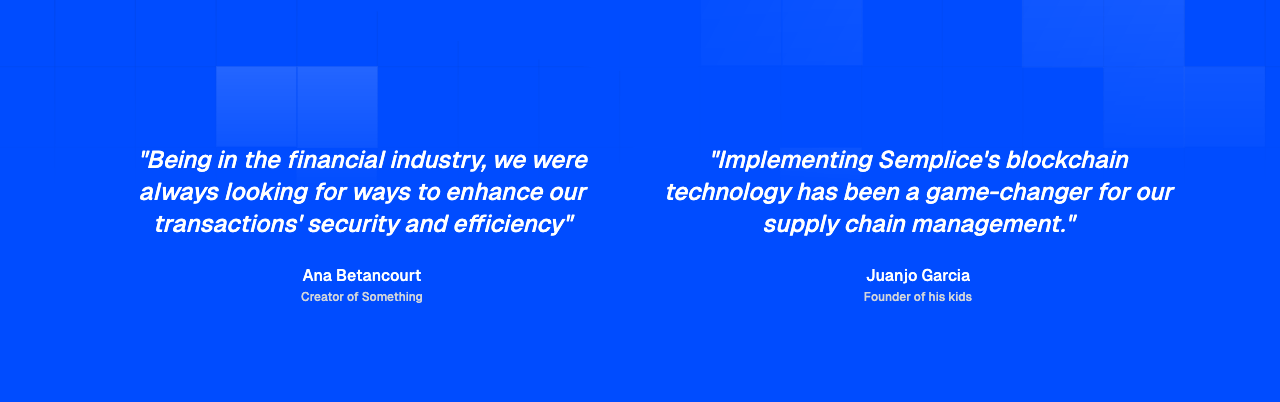 "Being in the financial industry, we were
always looking for ways to enhance our
transactions' security and efficiency"
Ana Betancourt
Creator of Something
"Implementing Semplice's blockchain
technology has been a game-changer for our
supply chain management."
Juanjo Garcia
Founder of his kids